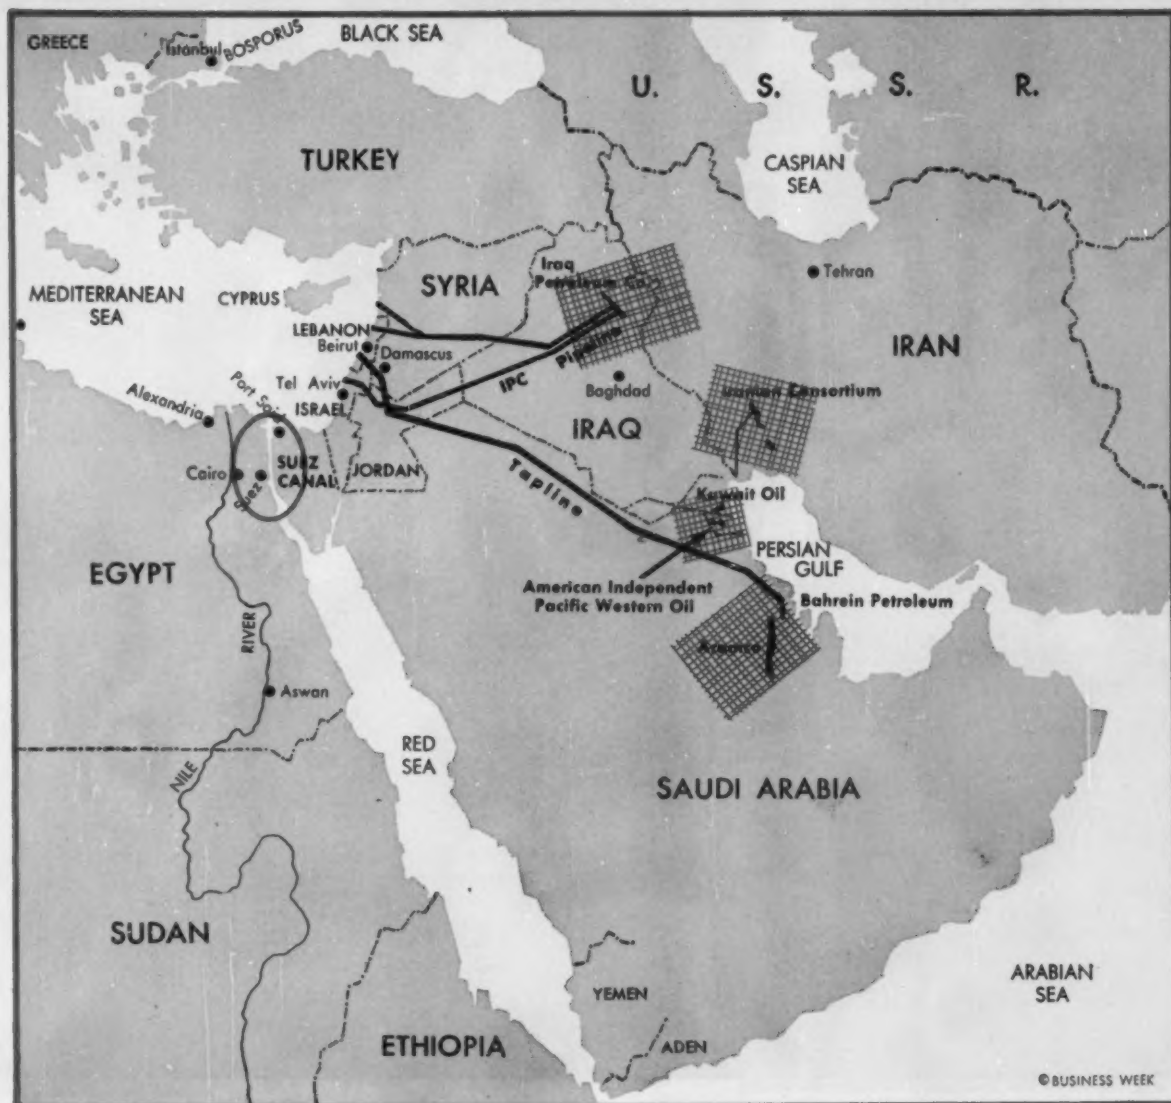 GREECE
Istanbul
BOSPORUS
BLACK SEA
U. S. S. R.
TURKEY
CASPIAN
SEA
Tehran
MEDITERRANEAN
SEA
CYPRUS
SYRIA
Iraq
Petroleum Co.
LEBANON
Beirut
Damascus
IPC Pipeline
IRAN
Baghdad
Iranian Consortium
Tel Aviv
ISRAEL
Alexandria
Port Said
IRAQ
Cairo
SUEZ
CANAL
Suez
JORDAN
Tapline
Kuwait Oil
PERSIAN
GULF
EGYPT
American Independent
Pacific Western Oil
Bahrein Petroleum
Aramco
RIVER
Aswan
RED
SEA
NILE
SAUDI ARABIA
SUDAN
ARABIAN
SEA
YEMEN
ADEN
ETHIOPIA
© BUSINESS WEEK